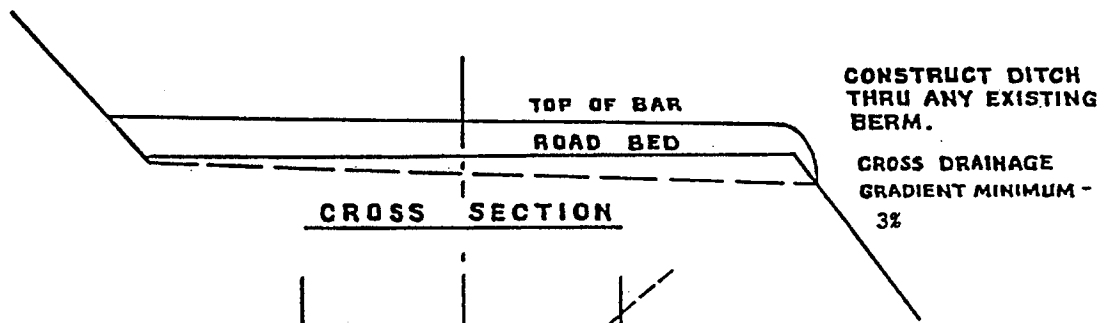 TOP OF BAR
ROAD BED
CROSS SECTION
CONSTRUCT DITCH
THRU ANY EXISTING
BERM.
CROSS DRAINAGE
GRADIENT MINIMUM -
3%